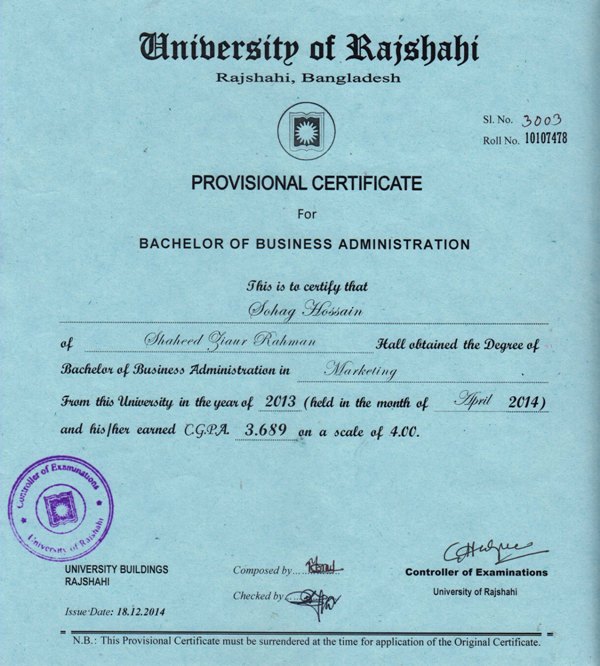 University of Rajshahi
Rajshahi, Bangladesh
Sl. No. 3003
Roll No. 10107478
PROVISIONAL CERTIFICATE
For
BACHELOR OF BUSINESS ADMINISTRATION
This is to certify that
Sohag Hossain
of Shaheed Ziaur Rahman Hall obtained the Degree of
Bachelor of Business Administration in Marketing
From this University in the year of 2013 (held in the month of April 2014)
and his/her earned C.G.P.A. 3.689 on a scale of 4.00.
Controller of Examinations
University of Rajshahi
UNIVERSITY BUILDINGS
RAJSHAHI
Composed by
Checked by
Controller of Examinations
University of Rajshahi
Issue Date: 18.12.2014
N.B.: This Provisional Certificate must be surrendered at the time for application of the Original Certificate.